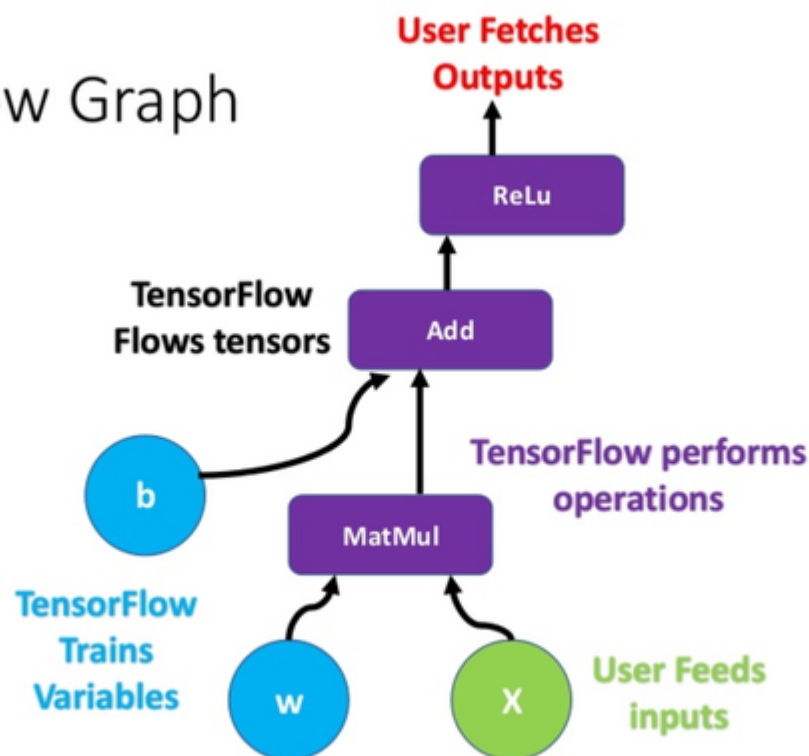 w Graph
User Fetches
Outputs
ReLu
TensorFlow
Flows tensors
Add
b
TensorFlow performs
operations
MatMul
TensorFlow
Trains
Variables
w
X
User Feeds
inputs